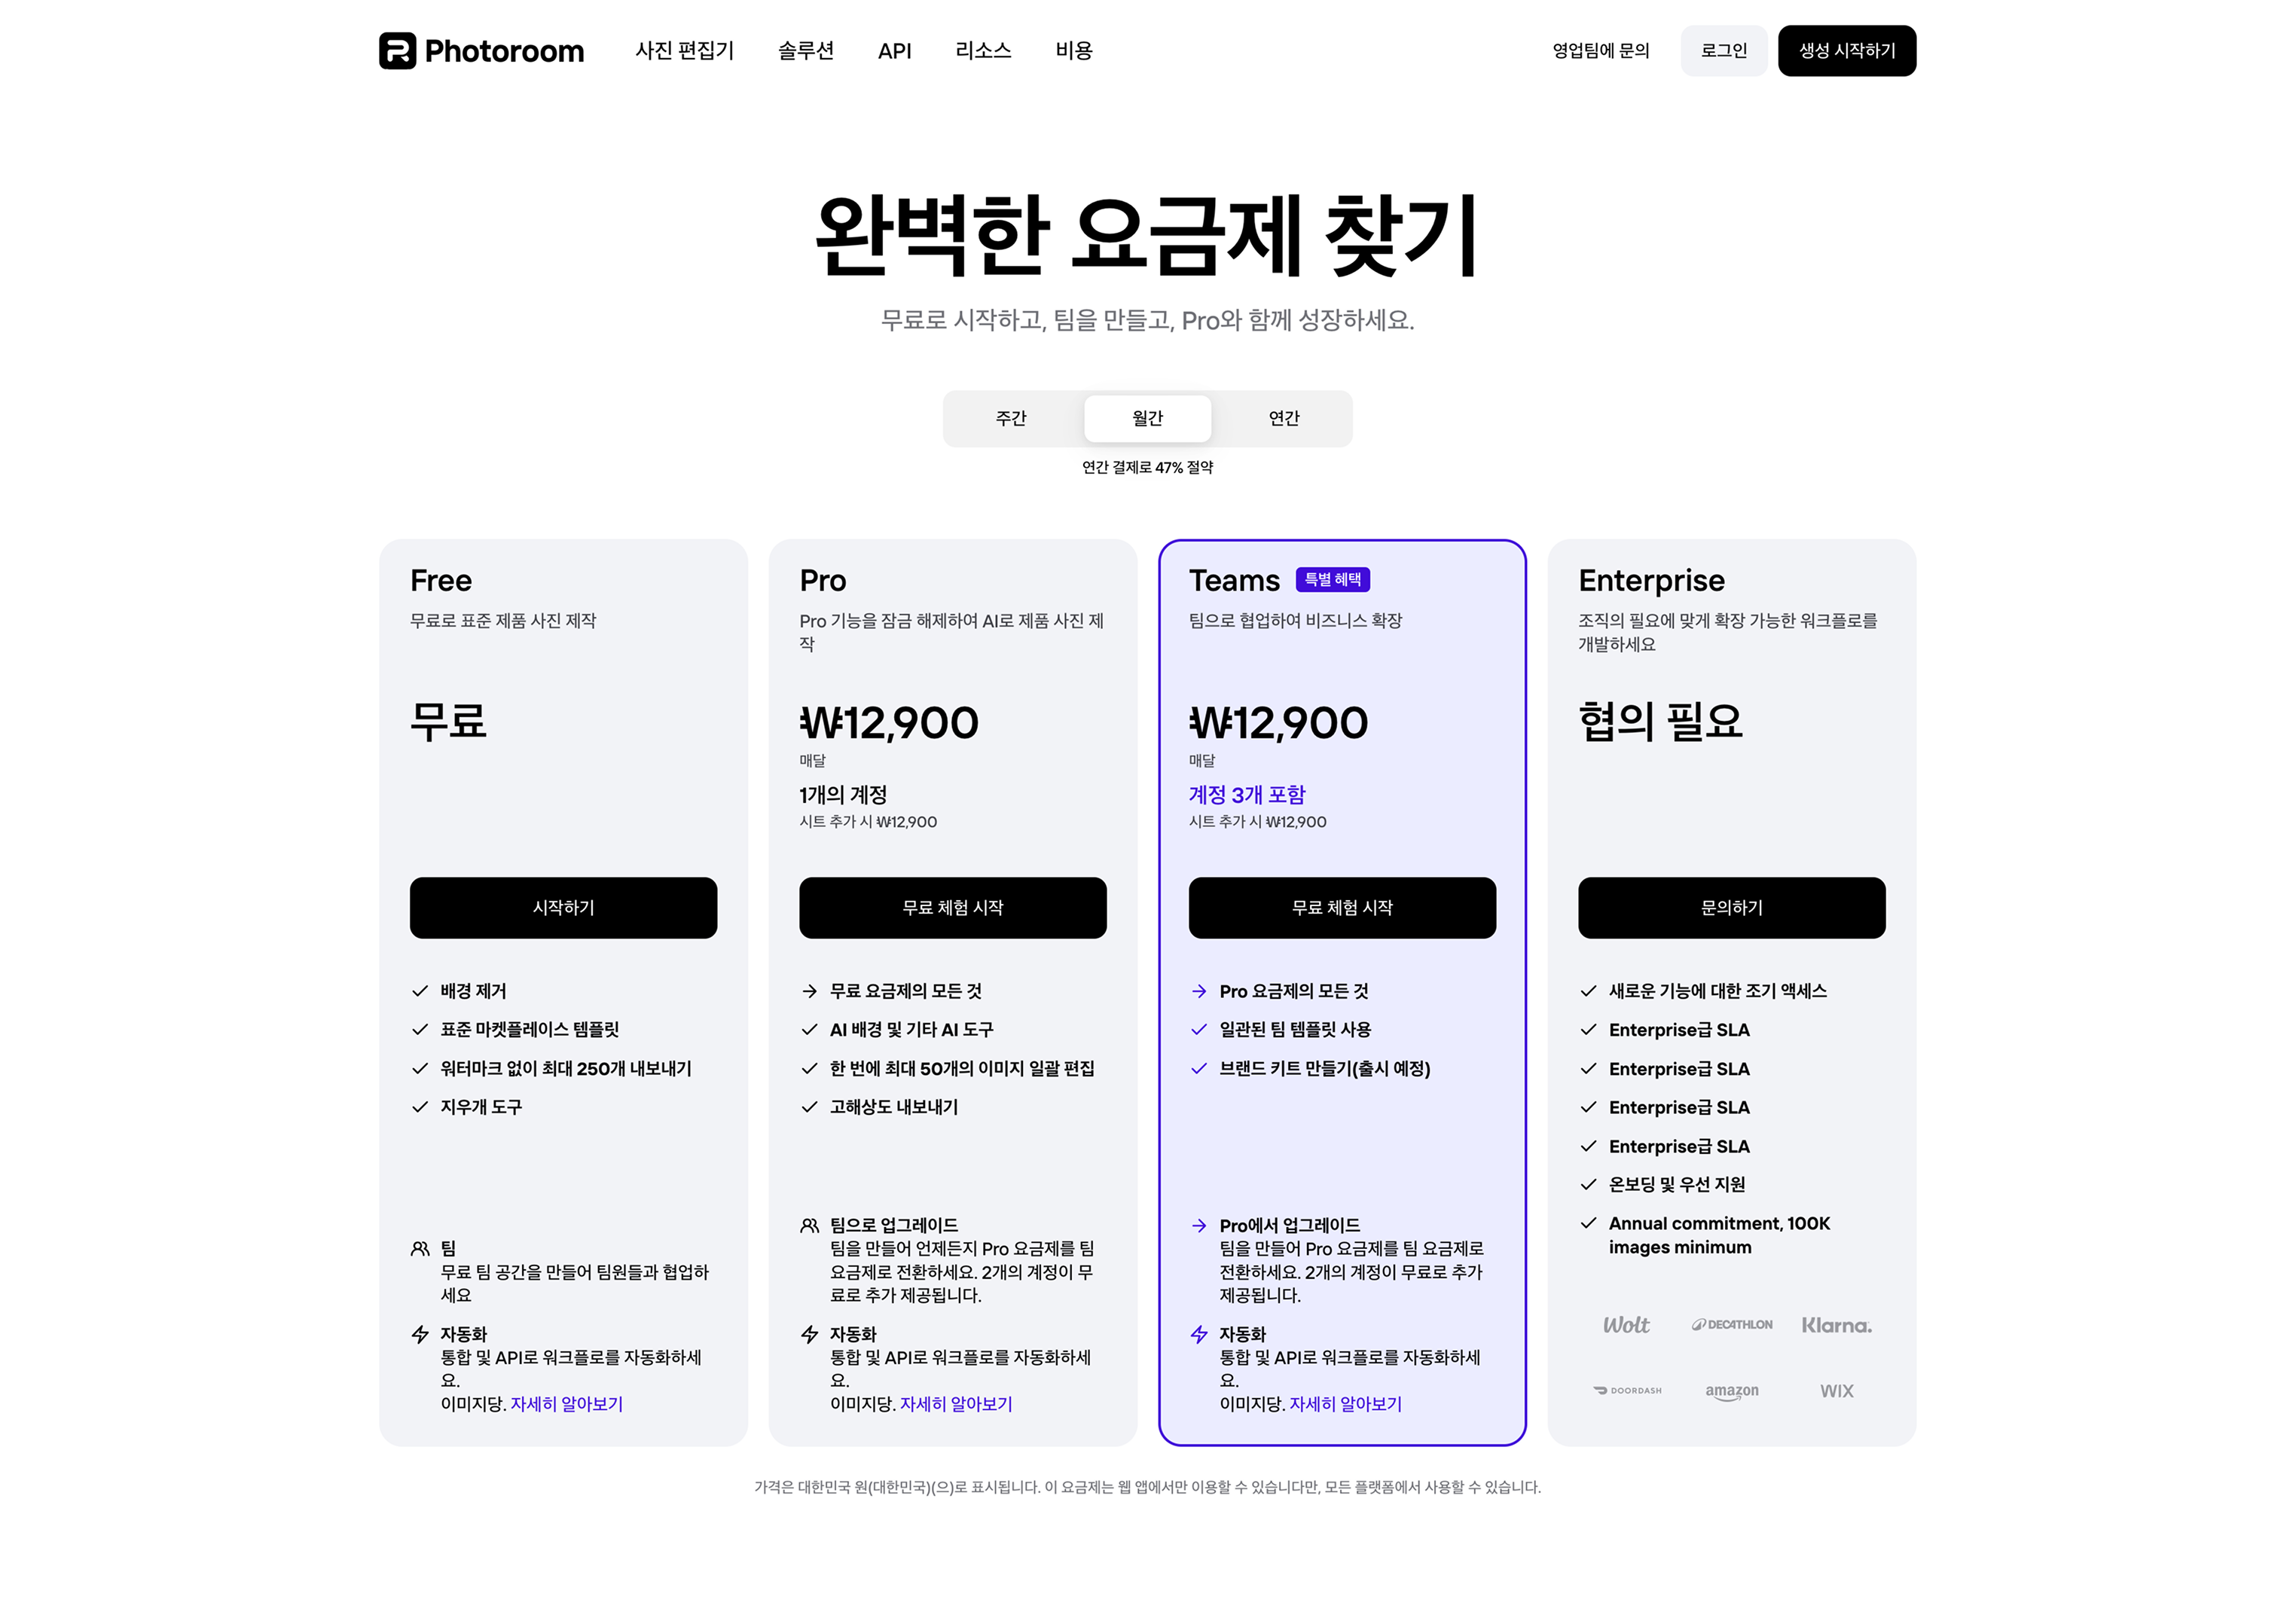 Photoroom
사진 편집기
솔루션
API
리소스
비용
영업팀에 문의
로그인
생성 시작하기
완벽한 요금제 찾기
무료로 시작하고, 팀을 만들고, Pro와 함께 성장하세요.
주간
월간
연간
연간 결제로 47% 절약
Free
무료로 표준 제품 사진 제작
무료
시작하기
배경 제거
표준 마켓플레이스 템플릿
워터마크 없이 최대 250개 내보내기
지우개 도구
팀
무료 팀 공간을 만들어 팀원들과 협업하
세요
자동화
통합 및 API로 워크플로를 자동화하세
요.
이미지당. 자세히 알아보기
Pro
Pro 기능을 잠금 해제하여 AI로 제품 사진 제
작
₩12,900
매달
1개의 계정
시트 추가 시 ₩12,900
무료 체험 시작
무료 요금제의 모든 것
AI 배경 및 기타 AI 도구
한 번에 최대 50개의 이미지 일괄 편집
고해상도 내보내기
팀으로 업그레이드
팀을 만들어 언제든지 Pro 요금제를 팀
요금제로 전환하세요. 2개의 계정이 무
료로 추가 제공됩니다.
자동화
통합 및 API로 워크플로를 자동화하세
요.
이미지당. 자세히 알아보기
Teams 특별 혜택
팀으로 협업하여 비즈니스 확장
₩12,900
매달
계정 3개 포함
시트 추가 시 ₩12,900
무료 체험 시작
Pro 요금제의 모든 것
일관된 팀 템플릿 사용
브랜드 키트 만들기(출시 예정)
Pro에서 업그레이드
팀을 만들어 Pro 요금제를 팀 요금제로
전환하세요. 2개의 계정이 무료로 추가
제공됩니다.
자동화
통합 및 API로 워크플로를 자동화하세
요.
이미지당. 자세히 알아보기
Enterprise
조직의 필요에 맞게 확장 가능한 워크플로를
개발하세요
협의 필요
문의하기
새로운 기능에 대한 조기 액세스
Enterprise급 SLA
Enterprise급 SLA
Enterprise급 SLA
Enterprise급 SLA
온보딩 및 우선 지원
Annual commitment, 100K
images minimum
Wolt
DECATHLON
Klarna.
DOORDASH
amazon
WIX
가격은 대한민국 원(대한민국)(으)로 표시됩니다. 이 요금제는 웹 앱에서만 이용할 수 있습니다만, 모든 플랫폼에서 사용할 수 있습니다.